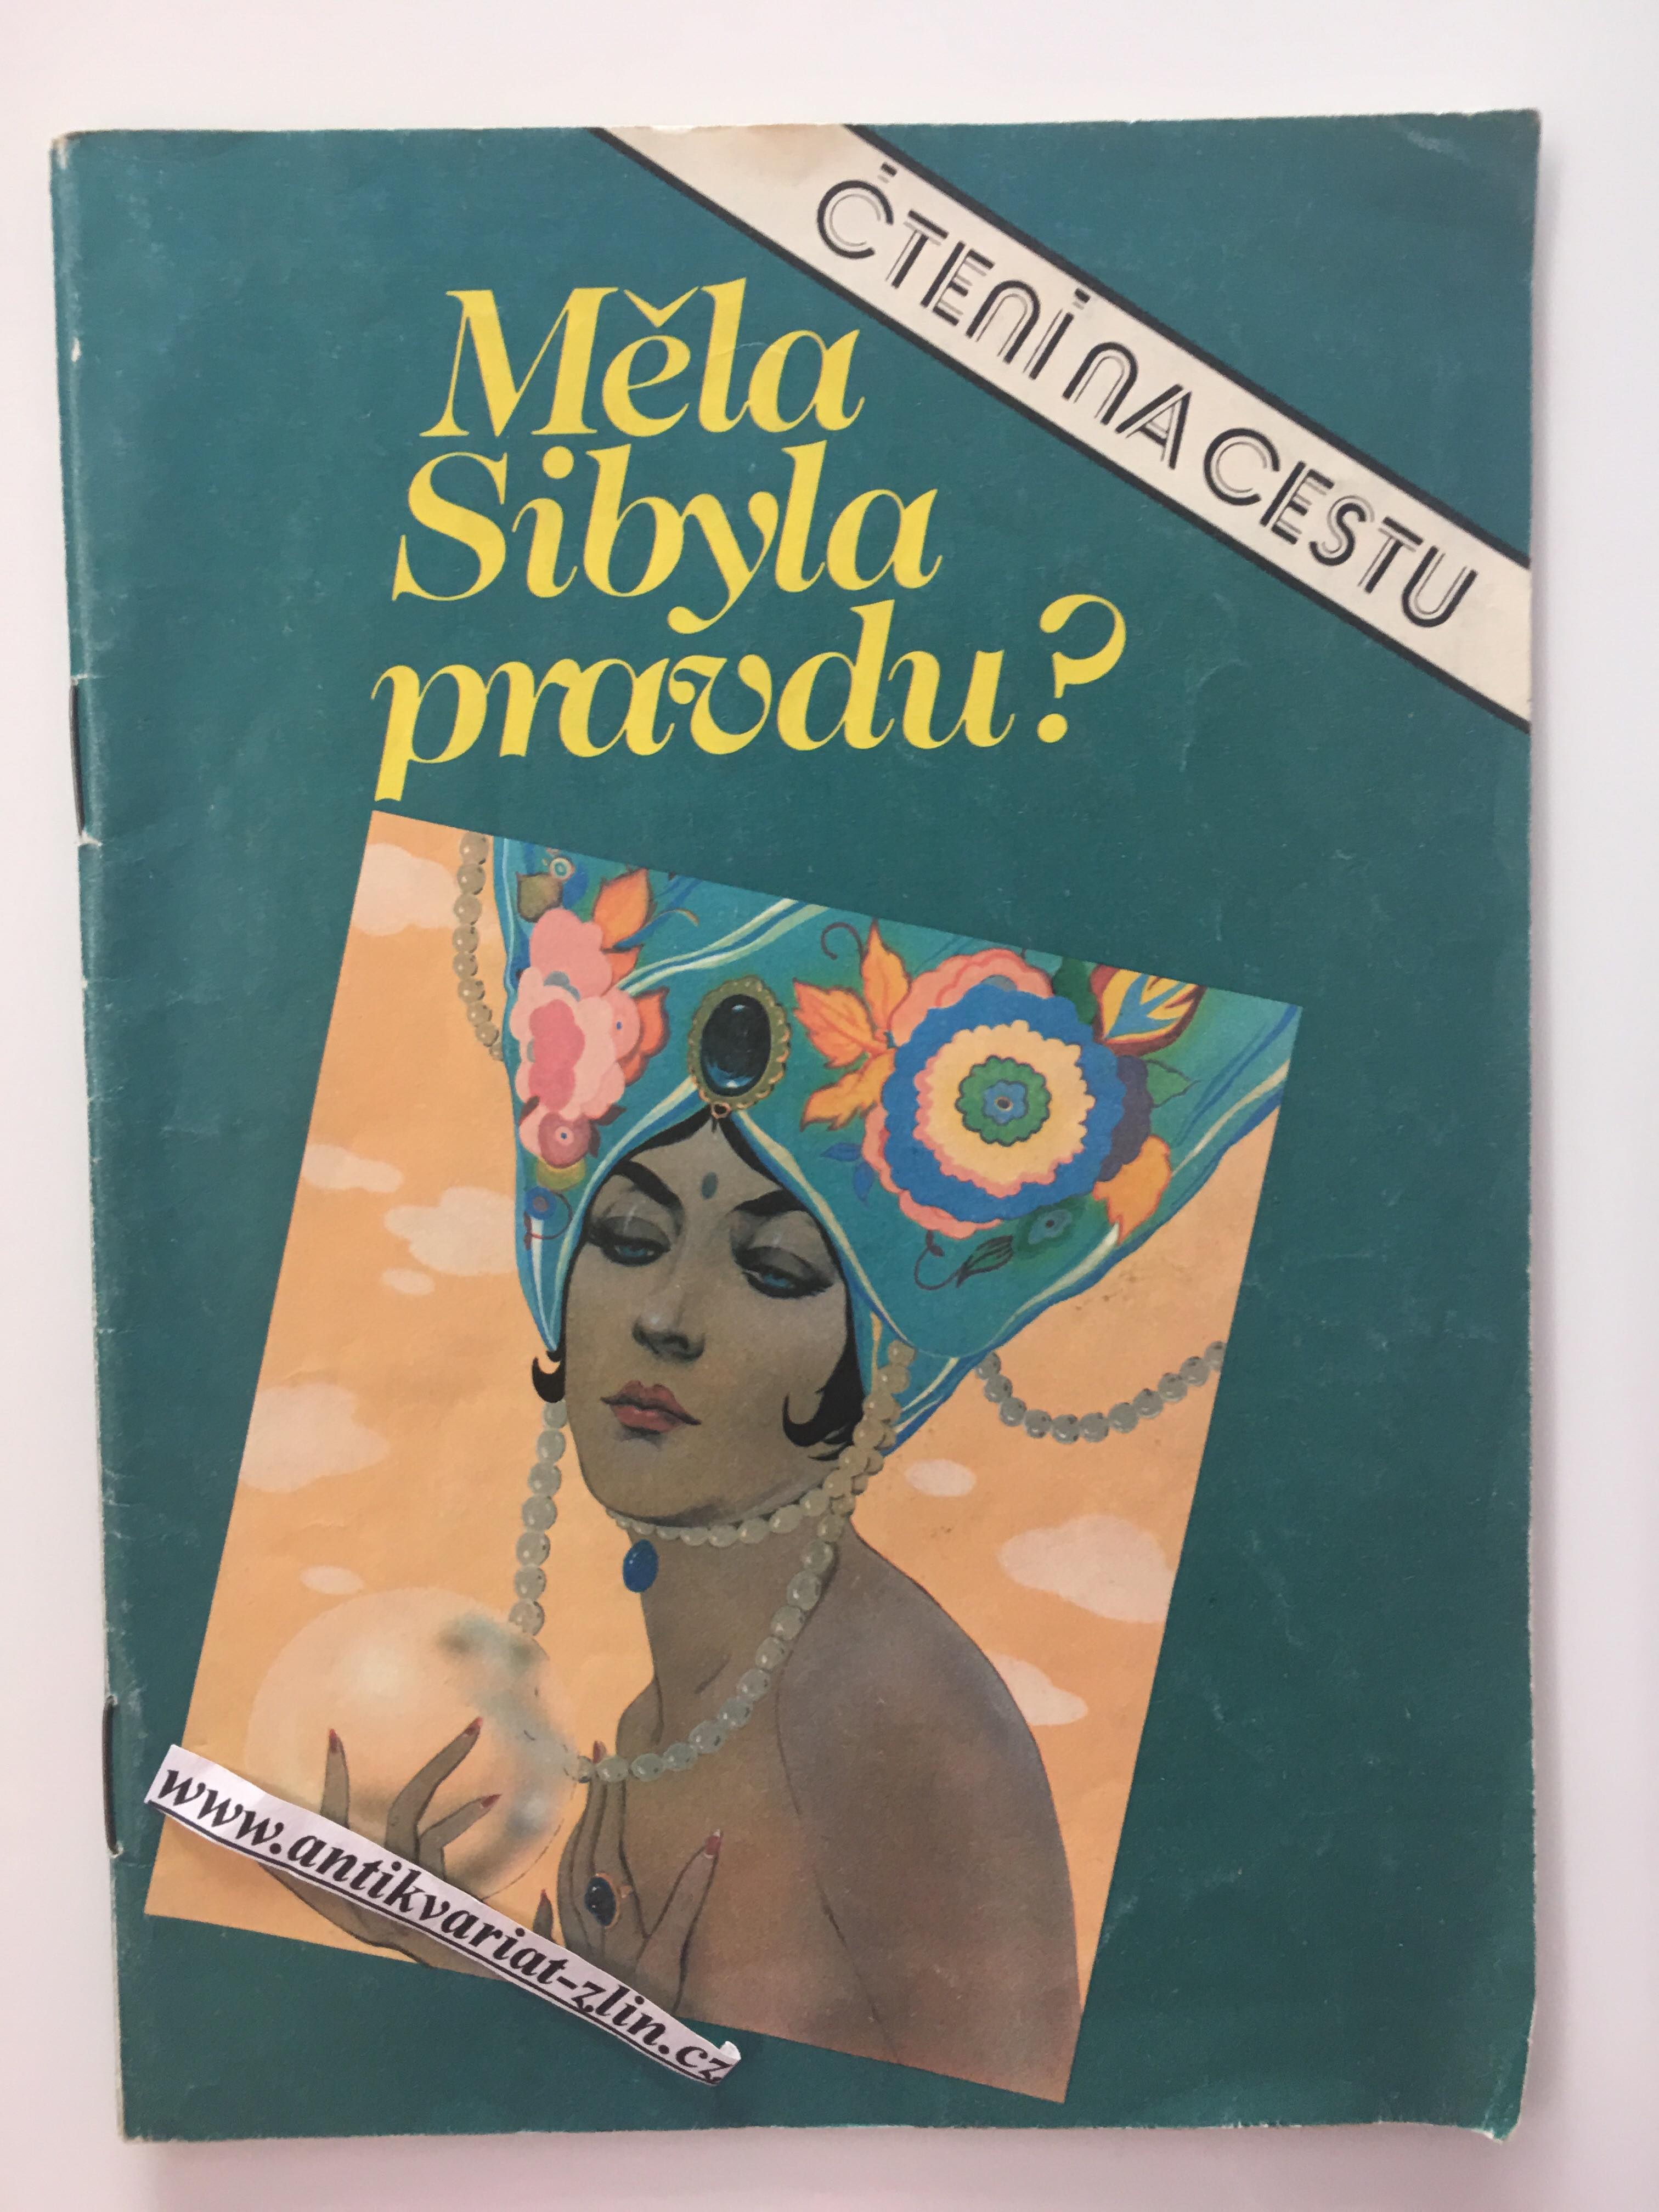 ČTENÍ NA CESTU
Měla
Sibyla
pravdu?
www.antikvariat-zlin.cz